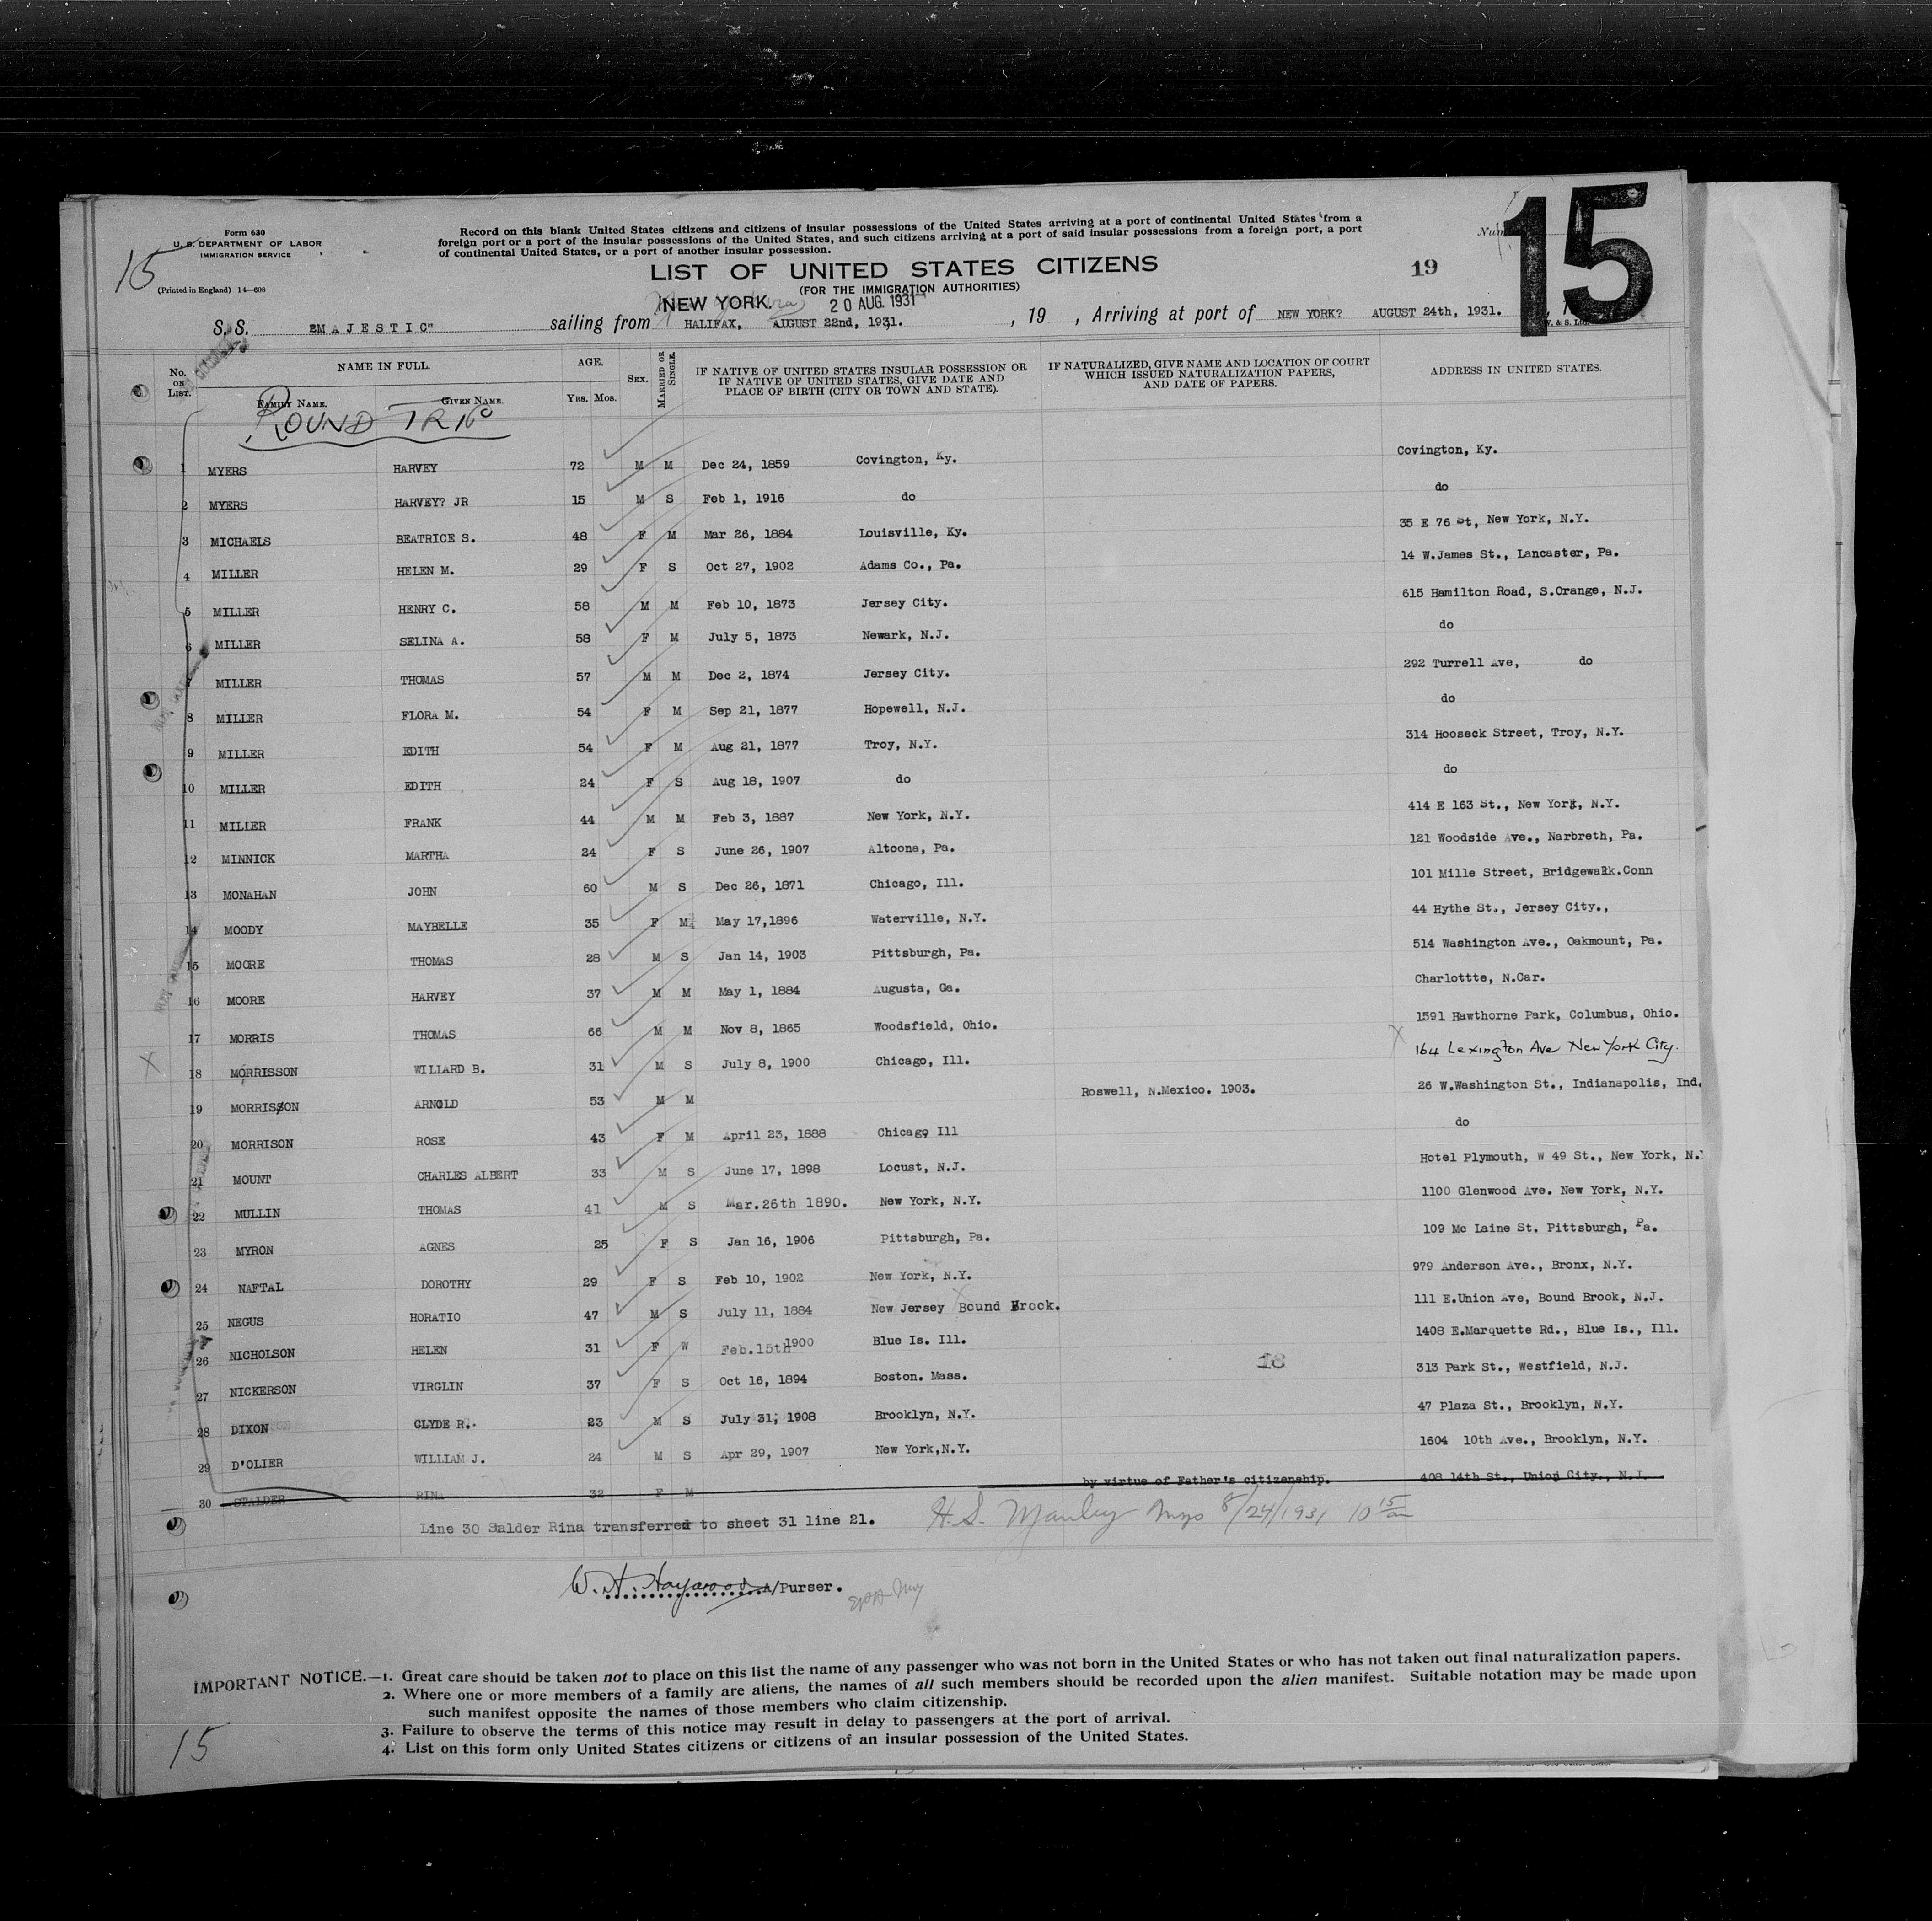 15
Form 630
U. S. DEPARTMENT OF LABOR
IMMIGRATION SERVICE
(Printed in England) 14—608
Record on this blank United States citizens and citizens of insular possessions of the United States arriving at a port of continental United States from a
foreign port or a port of the insular possessions of the United States, and such citizens arriving at a port of said insular possessions from a foreign port, a port
of continental United States, or a port of another insular possession.
LIST OF UNITED STATES CITIZENS
(FOR THE IMMIGRATION AUTHORITIES)
19
15
NEW YORK. 20 AUG. 1931
S. S. "MAJESTIC" sailing from HALIFAX, AUGUST 22nd, 1931. , 19 , Arriving at port of NEW YORK? AUGUST 24th, 1931.
No. ON LIST. NAME IN FULL. AGE. SEX. MARRIED OR SINGLE. IF NATIVE OF UNITED STATES INSULAR POSSESSION OR IF NATIVE OF UNITED STATES, GIVE DATE AND PLACE OF BIRTH (CITY OR TOWN AND STATE). IF NATURALIZED, GIVE NAME AND LOCATION OF COURT WHICH ISSUED NATURALIZATION PAPERS, AND DATE OF PAPERS. ADDRESS IN UNITED STATES.
FAMILY NAME. GIVEN NAME. YRS. MOS.
ROUND TRIP
1 MYERS HARVEY 72 M M Dec 24, 1859 Covington, Ky. Covington, Ky.
2 MYERS HARVEY? JR 15 M S Feb 1, 1916 do do
3 MICHAELS BEATRICE S. 48 F M Mar 26, 1884 Louisville, Ky. 35 E 76 St, New York, N.Y.
4 MILLER HELEN M. 29 F S Oct 27, 1902 Adams Co., Pa. 14 W.James St., Lancaster, Pa.
5 MILLER HENRY C. 58 M M Feb 10, 1873 Jersey City. 615 Hamilton Road, S.Orange, N.J.
6 MILLER SELINA A. 58 F M July 5, 1873 Newark, N.J. do
7 MILLER THOMAS 57 M M Dec 2, 1874 Jersey City. 292 Turrell Ave, do
8 MILLER FLORA M. 54 F M Sep 21, 1877 Hopewell, N.J. do
9 MILLER EDITH 54 F M Aug 21, 1877 Troy, N.Y. 314 Hooseck Street, Troy, N.Y.
10 MILLER EDITH 24 F S Aug 18, 1907 do do
11 MILLER FRANK 44 M M Feb 3, 1887 New York, N.Y. 414 E 163 St., New York, N.Y.
12 MINNICK MARTHA 24 F S June 26, 1907 Altoona, Pa. 121 Woodside Ave., Narbreth, Pa.
13 MONAHAN JOHN 60 M S Dec 26, 1871 Chicago, Ill. 101 Mille Street, Conn
14 MOODY MAYBELLE 35 F M May 17,1896 Waterville, N.Y. 44 Hythe St., Jersey City.,
15 MOORE THOMAS 28 M S Jan 14, 1903 Pittsburgh, Pa. 514 Washington Ave., Oakmount, Pa.
16 MOORE HARVEY 37 M M May 1, 1884 Augusta, Ga. Charlottte, N.Car.
17 MORRIS THOMAS 66 M M Nov 8, 1865 Woodsfield, Ohio. 1591 Hawthorne Park, Columbus, Ohio.
18 MORRISSON WILLARD B. 31 M S July 8, 1900 Chicago, Ill. 164 Lexington Ave New York City.
19 MORRISON ARNOLD 53 M M Roswell, N.Mexico. 1903. 26 W.Washington St., Indianapolis, Ind.
20 MORRISON ROSE 43 F M April 23, 1888 Chicago Ill do
21 MOUNT CHARLES ALBERT 33 M S June 17, 1898 Locust, N.J. Hotel Plymouth, W 49 St., New York, N.Y
22 MULLIN THOMAS 41 M S Mar.26th 1890. New York, N.Y. 1100 Glenwood Ave. New York, N.Y.
23 MYRON AGNES 25 F S Jan 16, 1906 Pittsburgh, Pa. 109 Mc Laine St. Pittsburgh, Pa.
24 NAFTAL DOROTHY 29 F S Feb 10, 1902 New York, N.Y. 979 Anderson Ave., Bronx, N.Y.
25 NEGUS HORATIO 47 M S July 11, 1884 New Jersey Bound Brook. 111 E.Union Ave, Bound Brook, N.J.
26 NICHOLSON HELEN 31 F W Feb.15th 1900 Blue Is. Ill. 1408 E.Marquette Rd., Blue Is., Ill.
18
27 NICKERSON VIRGLIN 37 F S Oct 16, 1894 Boston. Mass. 313 Park St., Westfield, N.J.
28 DIXON CLYDE R. 23 M S July 31, 1908 Brooklyn, N.Y. 47 Plaza St., Brooklyn, N.Y.
29 D'OLIER WILLIAM J. 24 M S Apr 29, 1907 New York,N.Y. 1604 10th Ave., Brooklyn, N.Y.
30 STALDER RINA 32 F M by virtue of Father's citizenship. 408 14th St., Union City., N.J.
Line 30 Salder Rina transferred to sheet 31 line 21. H.S. Manley 8/24/1931 10 15 am
W. H. Haywood A/Purser.
IMPORTANT NOTICE.—1. Great care should be taken not to place on this list the name of any passenger who was not born in the United States or who has not taken out final naturalization papers.
2. Where one or more members of a family are aliens, the names of all such members should be recorded upon the alien manifest. Suitable notation may be made upon
such manifest opposite the names of those members who claim citizenship.
3. Failure to observe the terms of this notice may result in delay to passengers at the port of arrival.
4. List on this form only United States citizens or citizens of an insular possession of the United States.
15